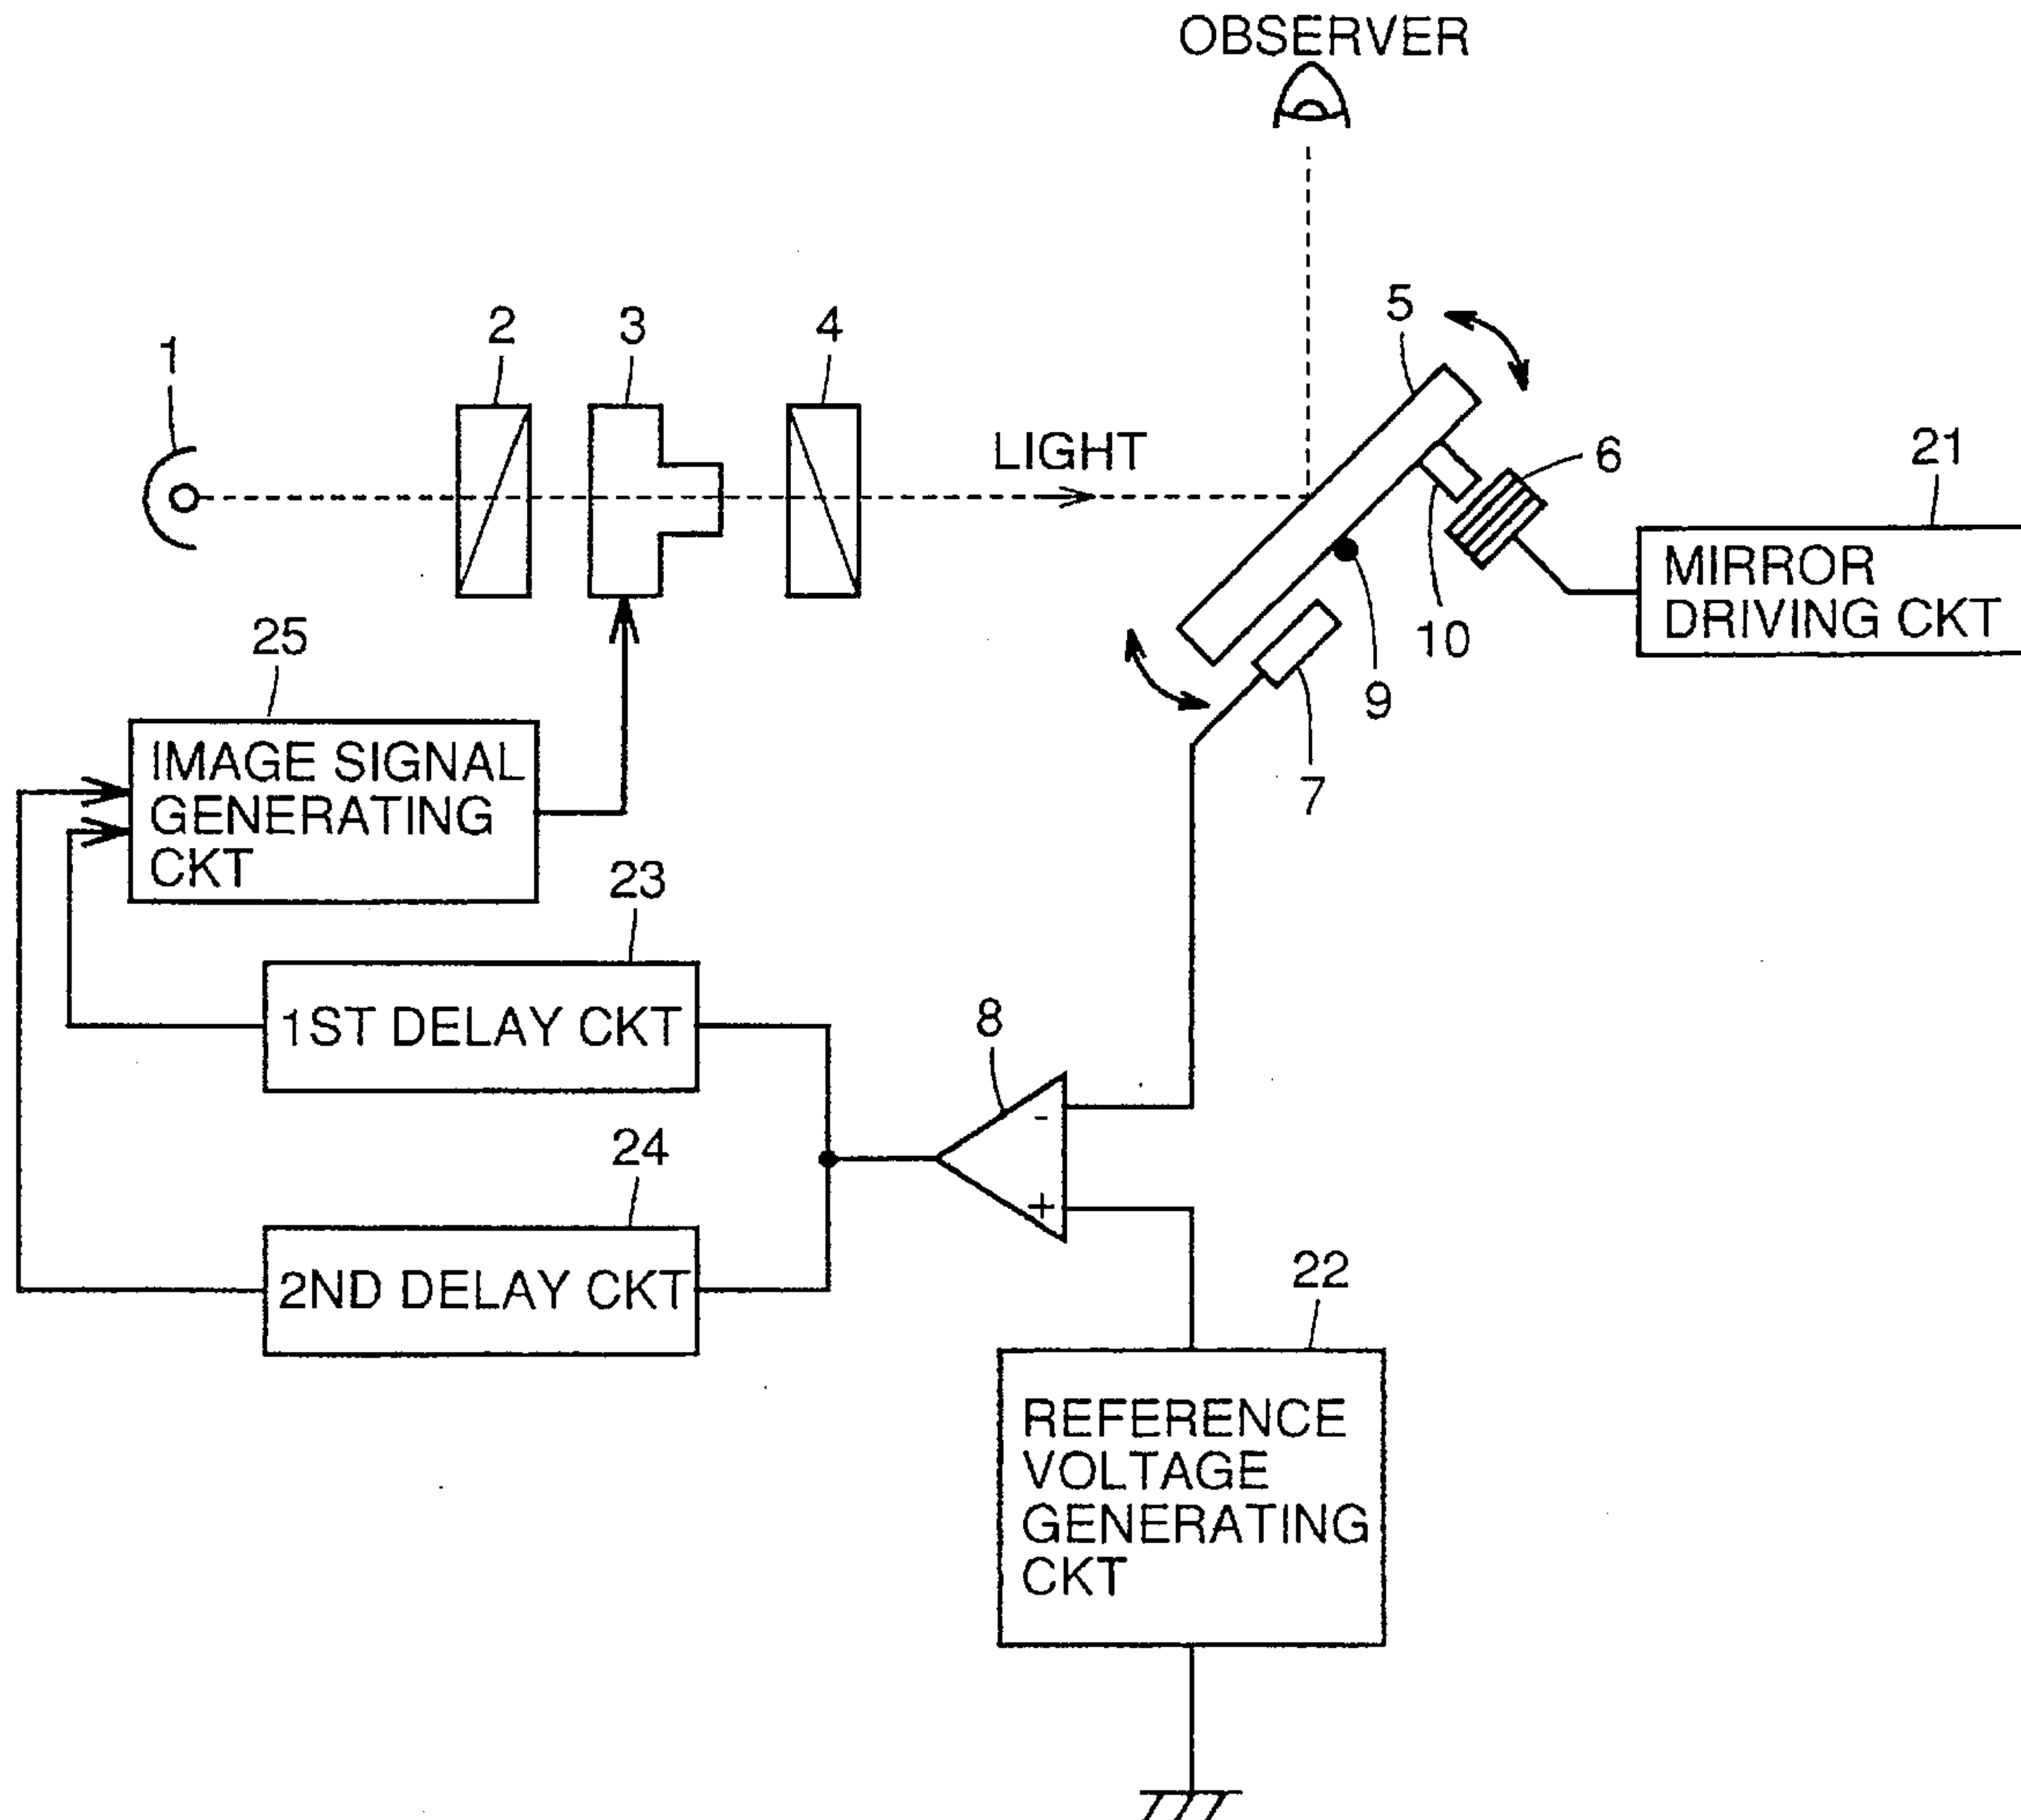 OBSERVER
1
2
3
4
5
LIGHT
6
21
MIRROR
DRIVING CKT
10
9
7
25
IMAGE SIGNAL
GENERATING
CKT
23
1ST DELAY CKT
8
-
+
24
2ND DELAY CKT
22
REFERENCE
VOLTAGE
GENERATING
CKT